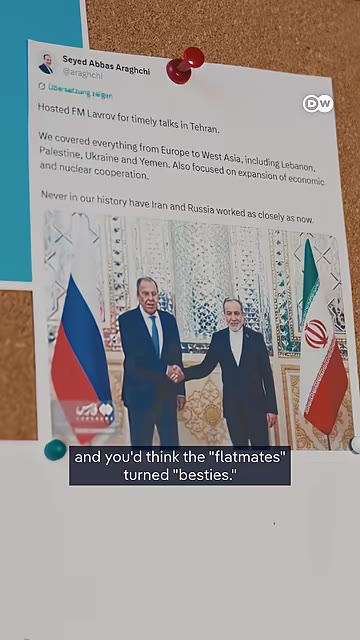 Seyed Abbas Araghchi
@araghchi
DW
Übersetzung zeigen
Hosted FM Lavrov for timely talks in Tehran.
We covered everything from Europe to West Asia, including Lebanon,
Palestine, Ukraine and Yemen. Also focused on expansion of economic
and nuclear cooperation.
Never in our history have Iran and Russia worked as closely as now.
فارس
and you'd think the "flatmates"
turned "besties."